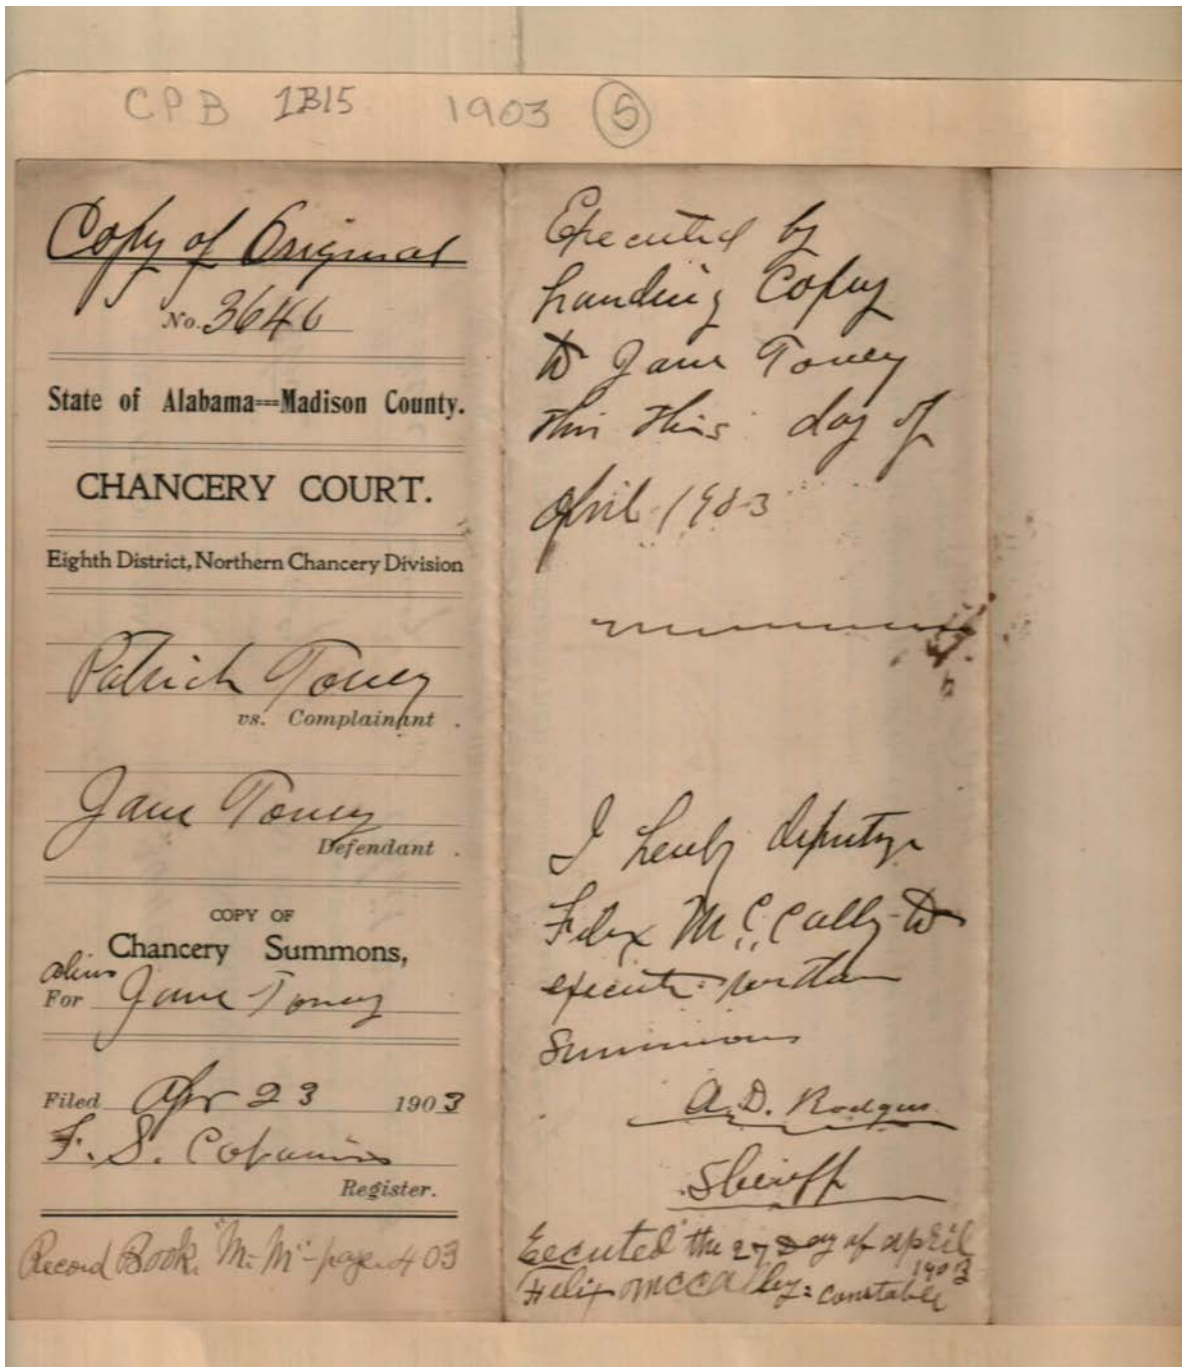 CPB 1B15 1903 5
Copy of Original
No. 3646
State of Alabama==Madison County.
CHANCERY COURT.
Eighth District, Northern Chancery Division
Patrick Toney
vs. Complainant .
Jane Toney
Defendant .
COPY OF
Chancery Summons,
alias
For Jane Toney
Filed Apr 23 1903
F. S.
Register.
Record Book. "M. M" - page 403
Executed by
handing Copy
to Jane Toney
this day of
April 1903
I hereby deputize
Felix McCally to
execute within
Summons
A. D. Rodgers
Sheriff
Eecuted the 27 Day of april
1903
Felix mcCalley: constable